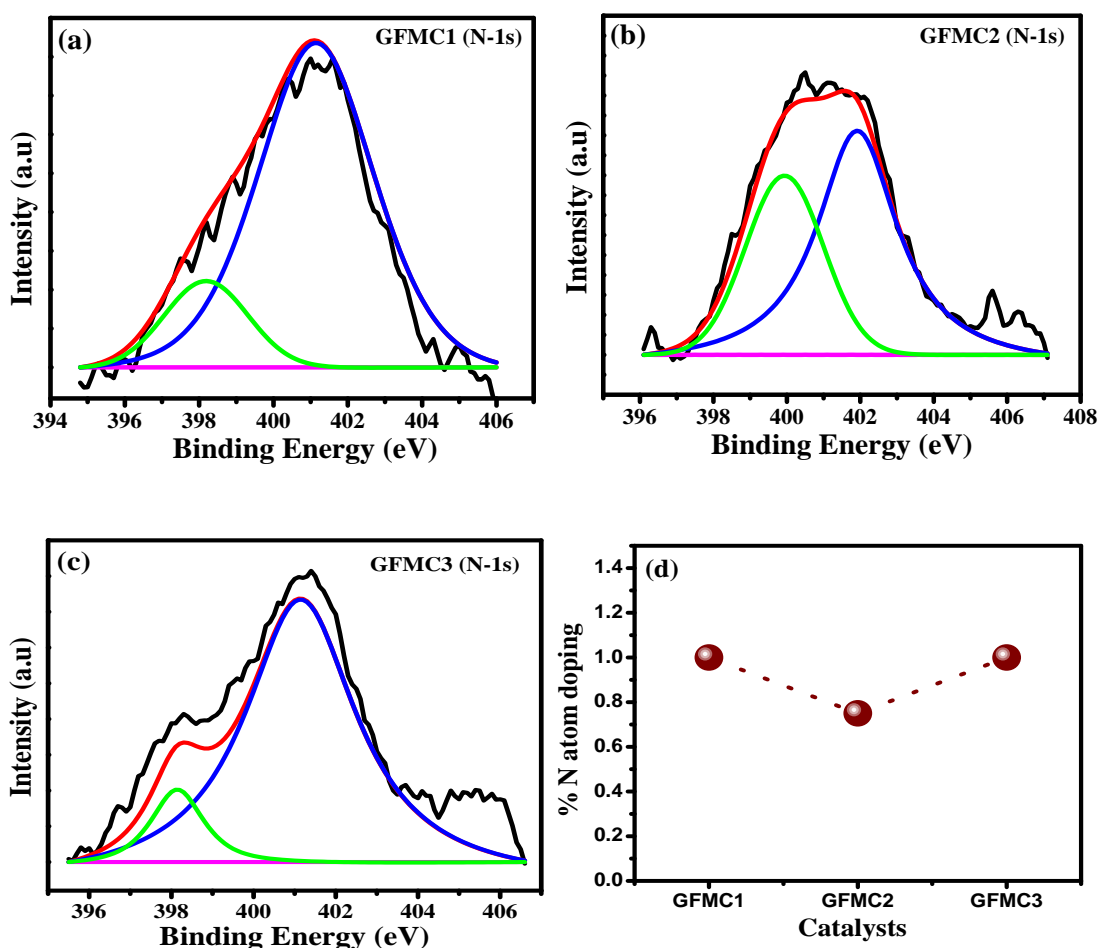 (a)
GFMC1 (N-1s)
Intensity (a.u)
394 396 398 400 402 404 406
Binding Energy (eV)
(b)
GFMC2 (N-1s)
Intensity (a.u)
396 398 400 402 404 406 408
Binding Energy (eV)
(c)
GFMC3 (N-1s)
Intensity (a.u)
396 398 400 402 404 406
Binding Energy (eV)
(d)
% N atom doping
1.4
1.2
1.0
0.8
0.6
0.4
0.2
0.0
GFMC1 GFMC2 GFMC3
Catalysts